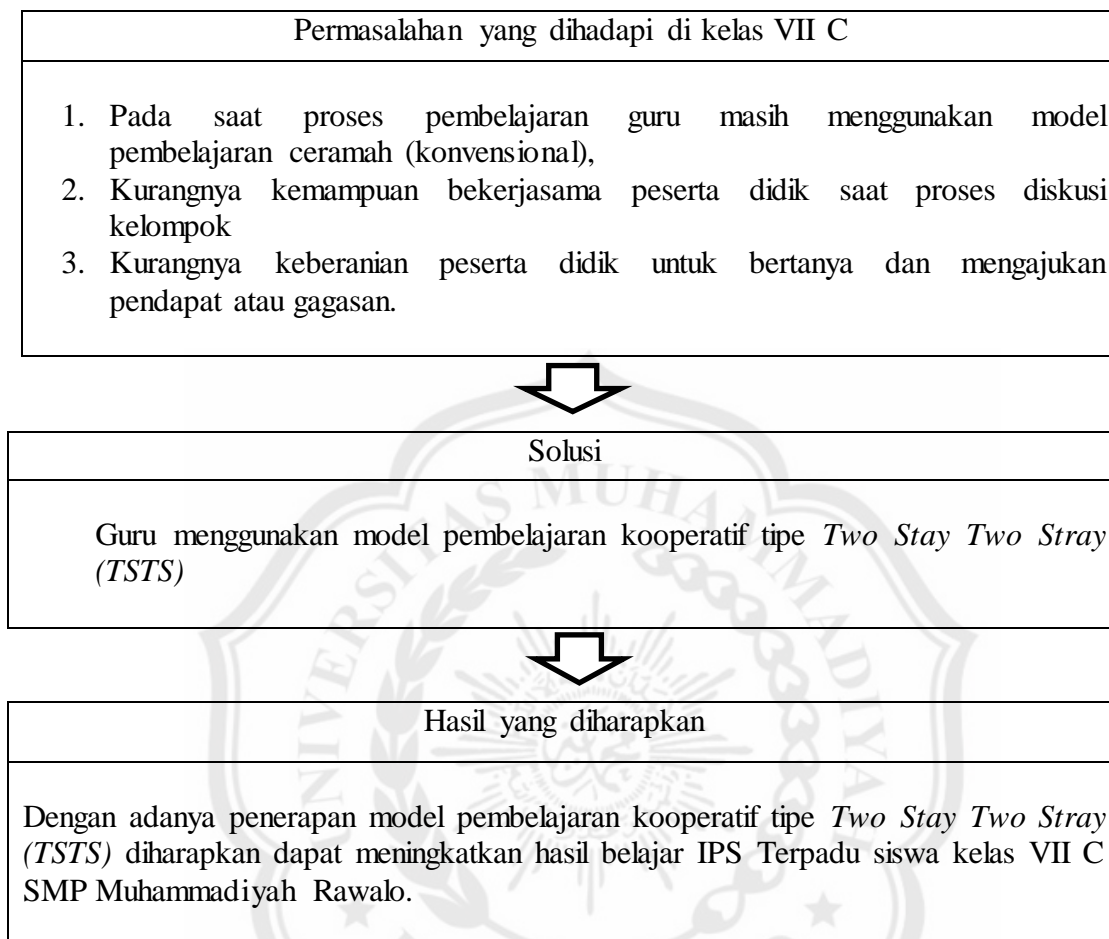 Permasalahan yang dihadapi di kelas VII C
1. Pada saat proses pembelajaran guru masih menggunakan model
pembelajaran ceramah (konvensional),
2. Kurangnya kemampuan bekerjasama peserta didik saat proses diskusi
kelompok
3. Kurangnya keberanian peserta didik untuk bertanya dan mengajukan
pendapat atau gagasan.
Solusi
Guru menggunakan model pembelajaran kooperatif tipe Two Stay Two Stray
(TSTS)
Hasil yang diharapkan
Dengan adanya penerapan model pembelajaran kooperatif tipe Two Stay Two Stray
(TSTS) diharapkan dapat meningkatkan hasil belajar IPS Terpadu siswa kelas VII C
SMP Muhammadiyah Rawalo.
UNIVERSITAS MUHAMMADIYAH